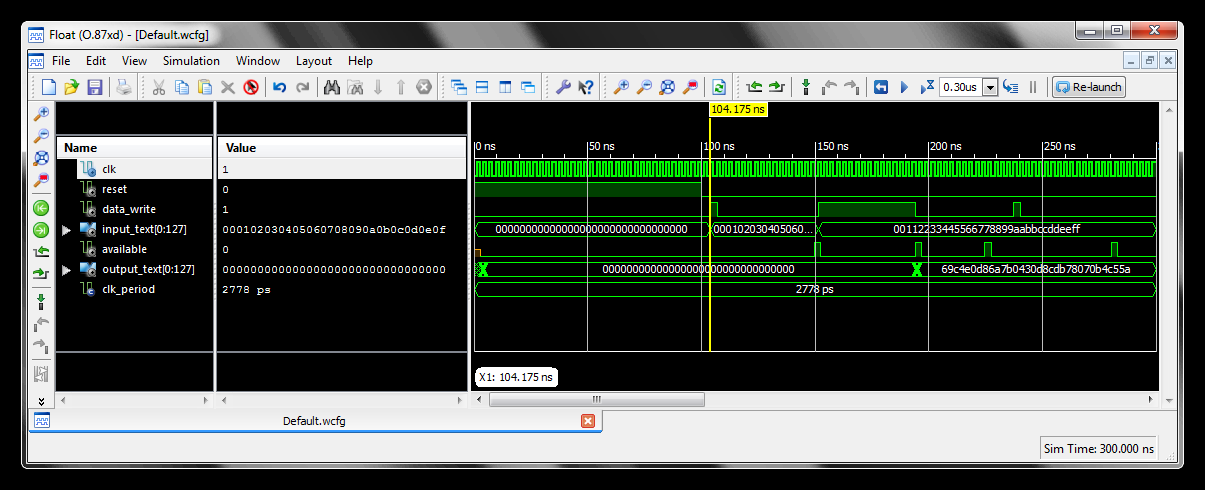 Float (O.87xd) - [Default.wcfg]
File Edit View Simulation Window Layout Help
0.30us Re-launch
104.175 ns
Name Value 0 ns 50 ns 100 ns 150 ns 200 ns 250 ns
clk 1
reset 0
data_write 1
input_text[0:127] 000102030405060708090a0b0c0d0e0f 00000000000000000000000000000000 000102030405060... 00112233445566778899aabbccddeeff
available 0
output_text[0:127] 00000000000000000000000000000000 00000000000000000000000000000000 69c4e0d86a7b0430d8cdb78070b4c55a
clk_period 2778 ps 2778 ps
X1: 104.175 ns
Default.wcfg
Sim Time: 300.000 ns